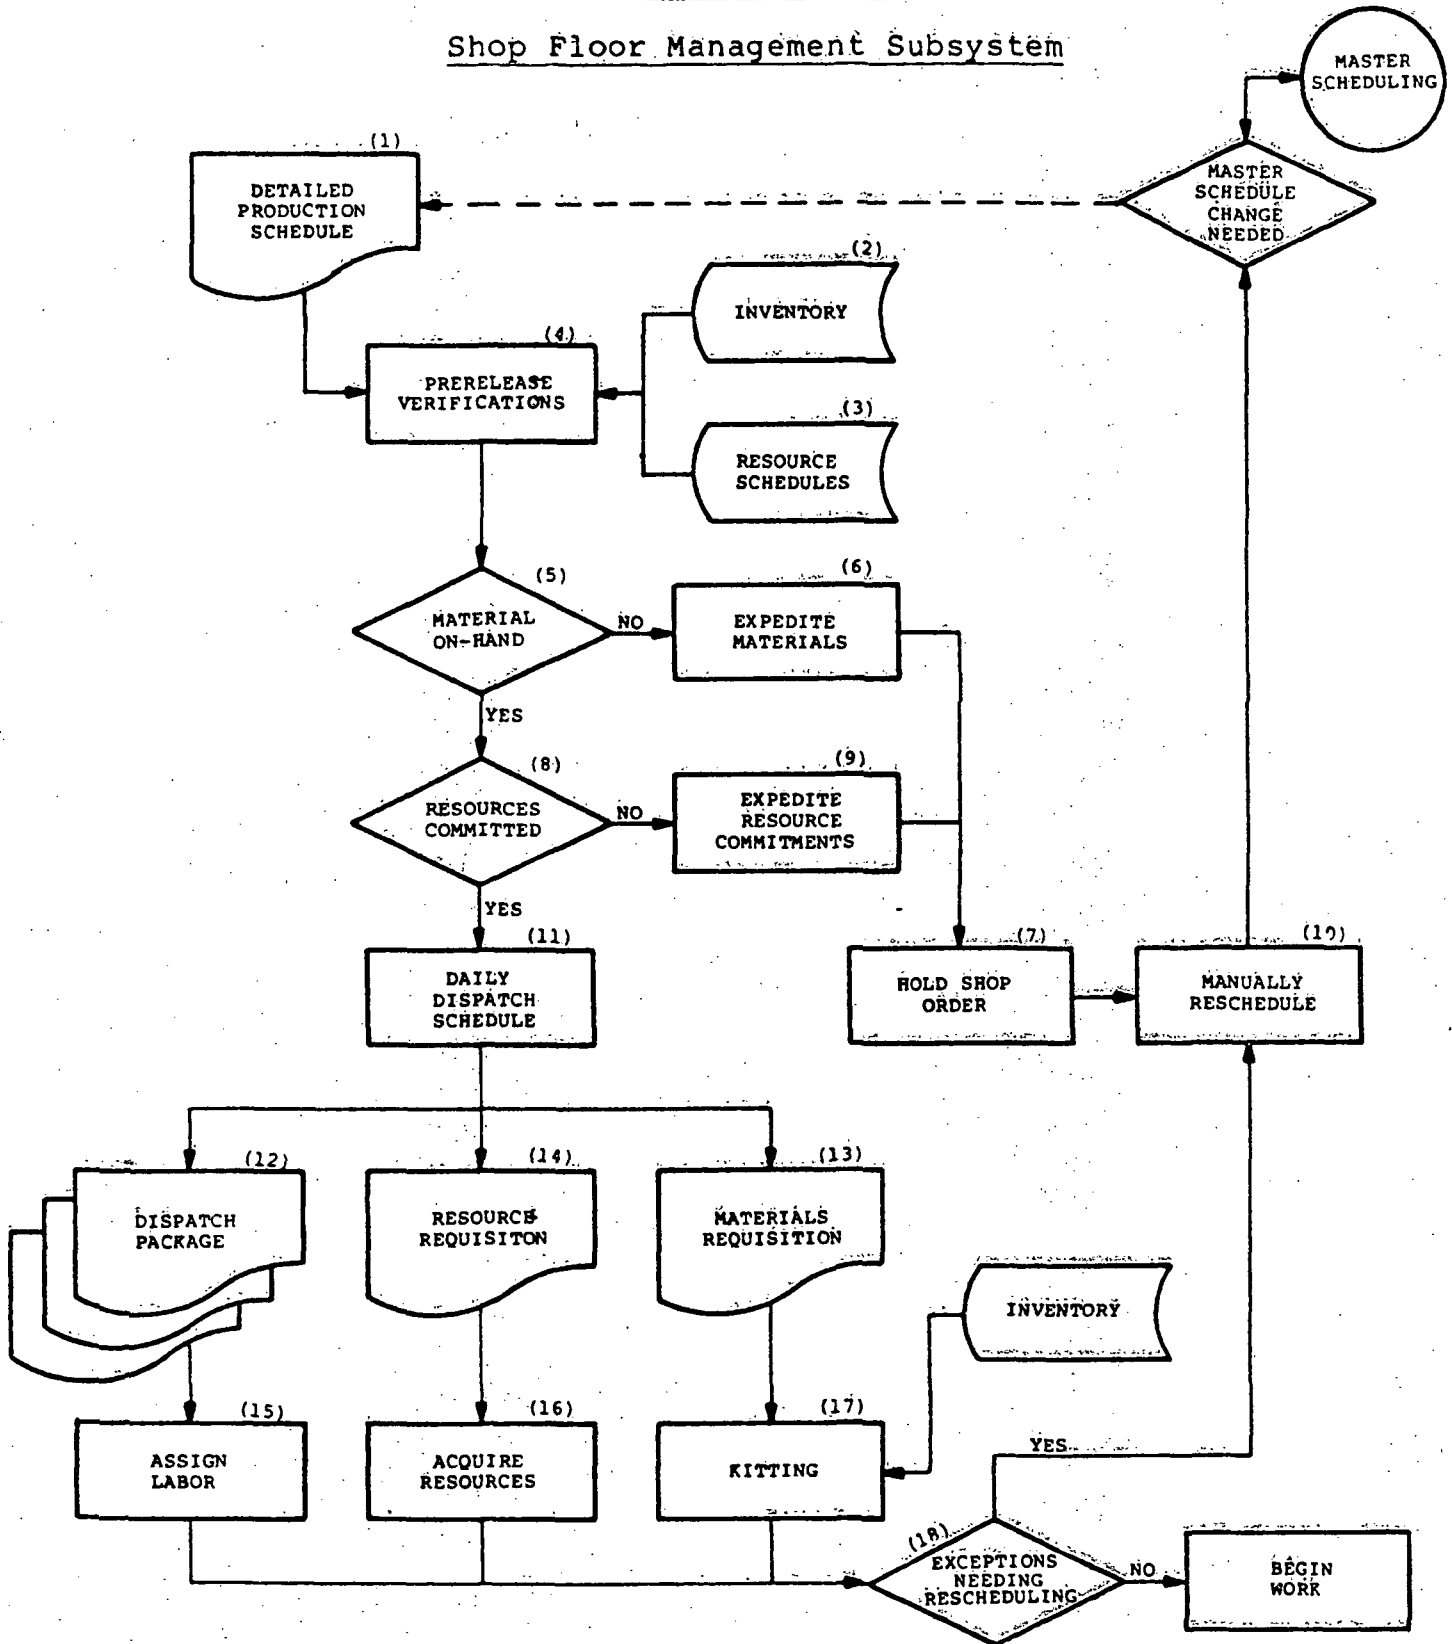 Shop Floor Management Subsystem
MASTER
SCHEDULING
(1)
DETAILED
PRODUCTION
SCHEDULE
MASTER
SCHEDULE
CHANGE
NEEDED
(2)
INVENTORY
(4)
PRERELEASE
VERIFICATIONS
(3)
RESOURCE
SCHEDULES
(5)
MATERIAL
ON-HAND
NO
(6)
EXPEDITE
MATERIALS
YES
(8)
RESOURCES
COMMITTED
NO
(9)
EXPEDITE
RESOURCE
COMMITMENTS
YES
(11)
DAILY
DISPATCH
SCHEDULE
(7)
HOLD SHOP
ORDER
(10)
MANUALLY
RESCHEDULE
(12)
DISPATCH
PACKAGE
(14)
RESOURCE
REQUISITON
(13)
MATERIALS
REQUISITION
INVENTORY
(15)
ASSIGN
LABOR
(16)
ACQUIRE
RESOURCES
(17)
KITTING
YES
(18)
EXCEPTIONS
NEEDING
RESCHEDULING
NO
BEGIN
WORK